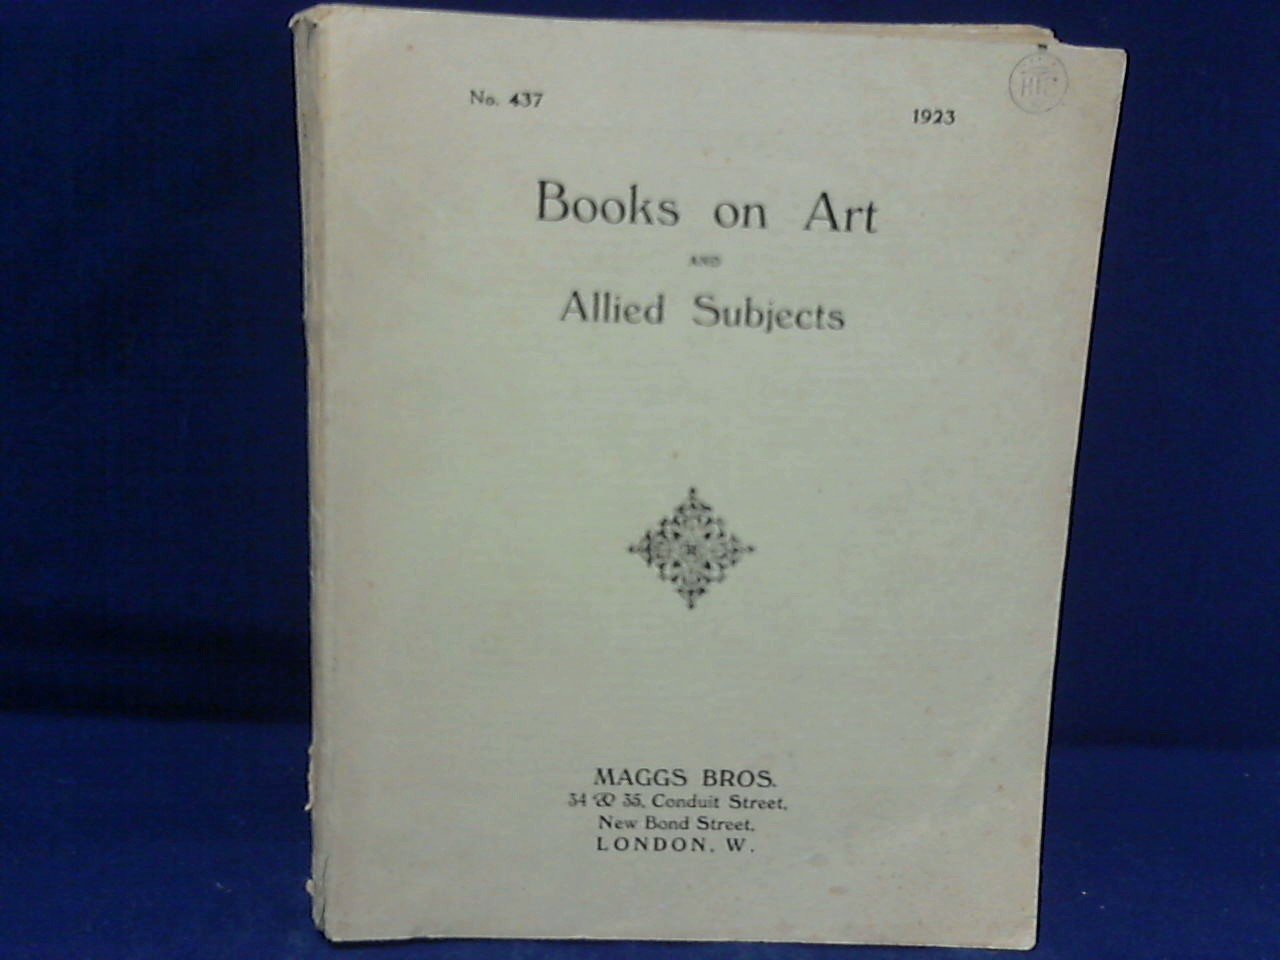 No. 437
1923
Books on Art
AND
Allied Subjects
MAGGS BROS.
34 & 35, Conduit Street,
New Bond Street,
LONDON. W.